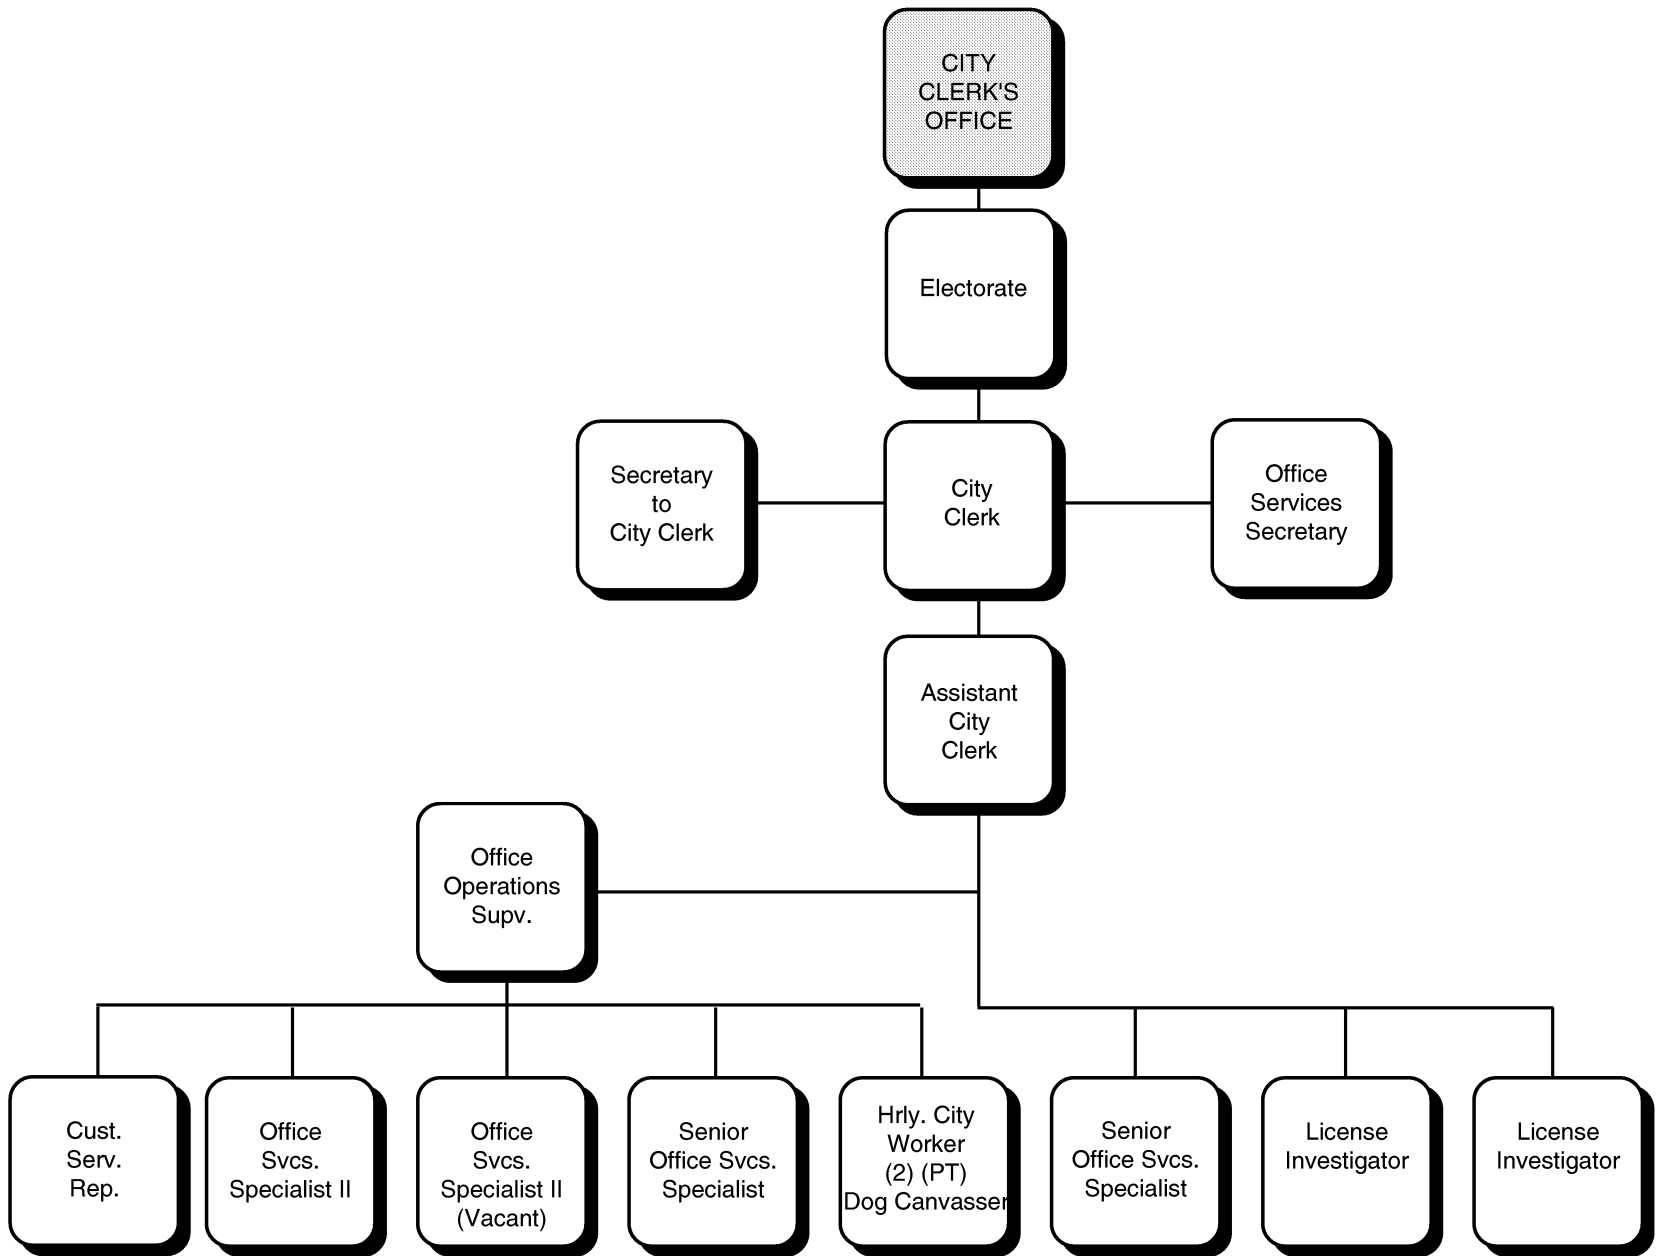 CITY
CLERK'S
OFFICE
Electorate
Secretary
to
City Clerk
City
Clerk
Office
Services
Secretary
Assistant
City
Clerk
Office
Operations
Supv.
Cust.
Serv.
Rep.
Office
Svcs.
Specialist II
Office
Svcs.
Specialist II
(Vacant)
Senior
Office Svcs.
Specialist
Hrly. City
Worker
(2) (PT)
Dog Canvasser
Senior
Office Svcs.
Specialist
License
Investigator
License
Investigator